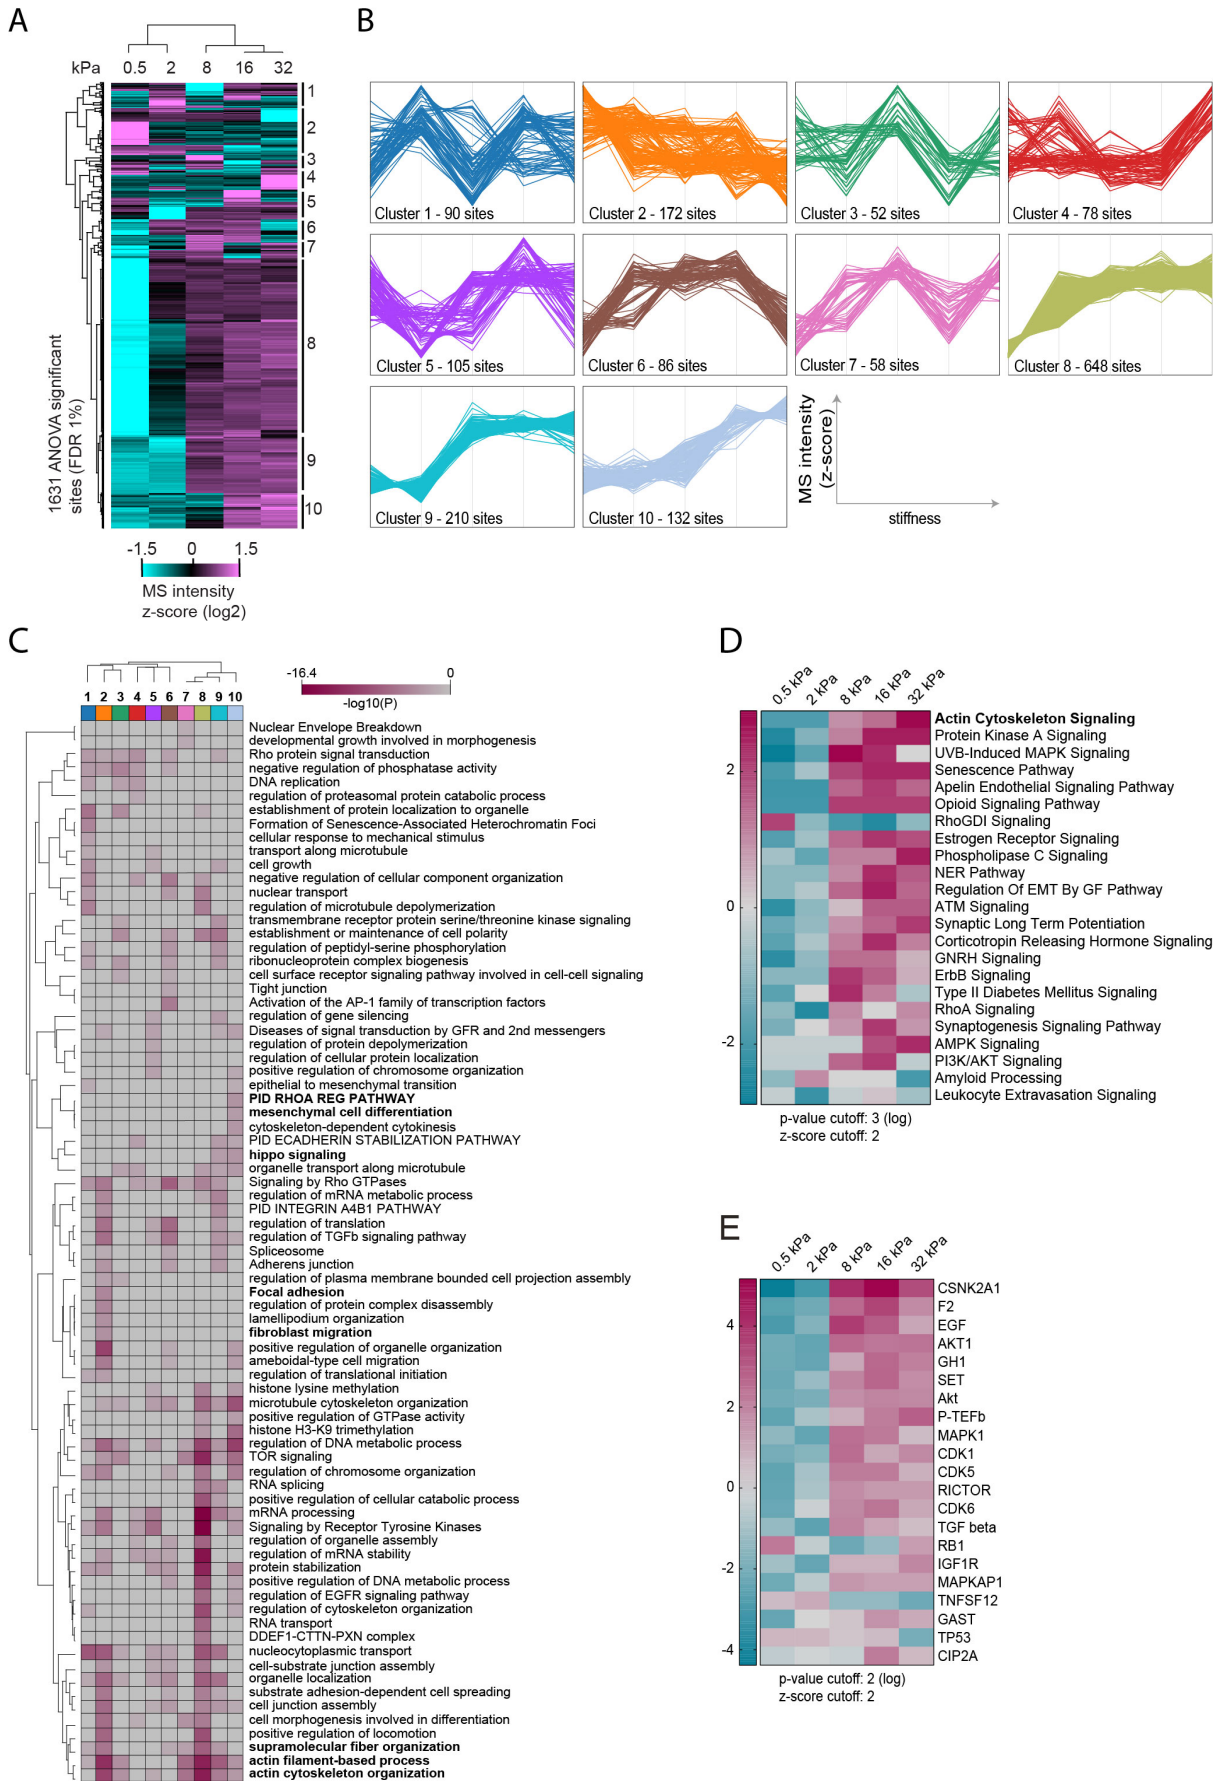 A
B
kPa 0.5 2 8 16 32
1
2
3
4
5
6
7
8
9
10
1631 ANOVA significant
sites (FDR 1%)
-1.5 0 1.5
MS intensity
z-score (log2)
Cluster 1 - 90 sites
Cluster 2 - 172 sites
Cluster 3 - 52 sites
Cluster 4 - 78 sites
Cluster 5 - 105 sites
Cluster 6 - 86 sites
Cluster 7 - 58 sites
Cluster 8 - 648 sites
Cluster 9 - 210 sites
Cluster 10 - 132 sites
MS intensity
(z-score)
stiffness
C
-16.4 0
-log10(P)
1 2 3 4 5 6 7 8 9 10
Nuclear Envelope Breakdown
developmental growth involved in morphogenesis
Rho protein signal transduction
negative regulation of phosphatase activity
DNA replication
regulation of proteasomal protein catabolic process
establishment of protein localization to organelle
Formation of Senescence-Associated Heterochromatin Foci
cellular response to mechanical stimulus
transport along microtubule
cell growth
negative regulation of cellular component organization
nuclear transport
regulation of microtubule depolymerization
transmembrane receptor protein serine/threonine kinase signaling
establishment or maintenance of cell polarity
regulation of peptidyl-serine phosphorylation
ribonucleoprotein complex biogenesis
cell surface receptor signaling pathway involved in cell-cell signaling
Tight junction
Activation of the AP-1 family of transcription factors
regulation of gene silencing
Diseases of signal transduction by GFR and 2nd messengers
regulation of protein depolymerization
regulation of cellular protein localization
positive regulation of chromosome organization
epithelial to mesenchymal transition
PID RHOA REG PATHWAY
mesenchymal cell differentiation
cytoskeleton-dependent cytokinesis
PID ECADHERIN STABILIZATION PATHWAY
hippo signaling
organelle transport along microtubule
Signaling by Rho GTPases
regulation of mRNA metabolic process
PID INTEGRIN A4B1 PATHWAY
regulation of translation
regulation of TGFb signaling pathway
Spliceosome
Adherens junction
regulation of plasma membrane bounded cell projection assembly
Focal adhesion
regulation of protein complex disassembly
lamellipodium organization
fibroblast migration
positive regulation of organelle organization
ameboidal-type cell migration
regulation of translational initiation
histone lysine methylation
microtubule cytoskeleton organization
positive regulation of GTPase activity
histone H3-K9 trimethylation
regulation of DNA metabolic process
TOR signaling
regulation of chromosome organization
RNA splicing
positive regulation of cellular catabolic process
mRNA processing
Signaling by Receptor Tyrosine Kinases
regulation of organelle assembly
regulation of mRNA stability
protein stabilization
positive regulation of DNA metabolic process
regulation of EGFR signaling pathway
regulation of cytoskeleton organization
RNA transport
DDEF1-CTTN-PXN complex
nucleocytoplasmic transport
cell-substrate junction assembly
organelle localization
substrate adhesion-dependent cell spreading
cell junction assembly
cell morphogenesis involved in differentiation
positive regulation of locomotion
supramolecular fiber organization
actin filament-based process
actin cytoskeleton organization
D
0.5 kPa 2 kPa 8 kPa 16 kPa 32 kPa
2
0
-2
Actin Cytoskeleton Signaling
Protein Kinase A Signaling
UVB-Induced MAPK Signaling
Senescence Pathway
Apelin Endothelial Signaling Pathway
Opioid Signaling Pathway
RhoGDI Signaling
Estrogen Receptor Signaling
Phospholipase C Signaling
NER Pathway
Regulation Of EMT By GF Pathway
ATM Signaling
Synaptic Long Term Potentiation
Corticotropin Releasing Hormone Signaling
GNRH Signaling
ErbB Signaling
Type II Diabetes Mellitus Signaling
RhoA Signaling
Synaptogenesis Signaling Pathway
AMPK Signaling
PI3K/AKT Signaling
Amyloid Processing
Leukocyte Extravasation Signaling
p-value cutoff: 3 (log)
z-score cutoff: 2
E
0.5 kPa 2 kPa 8 kPa 16 kPa 32 kPa
4
2
0
-2
-4
CSNK2A1
F2
EGF
AKT1
GH1
SET
Akt
P-TEFb
MAPK1
CDK1
CDK5
RICTOR
CDK6
TGF beta
RB1
IGF1R
MAPKAP1
TNFSF12
GAST
TP53
CIP2A
p-value cutoff: 2 (log)
z-score cutoff: 2